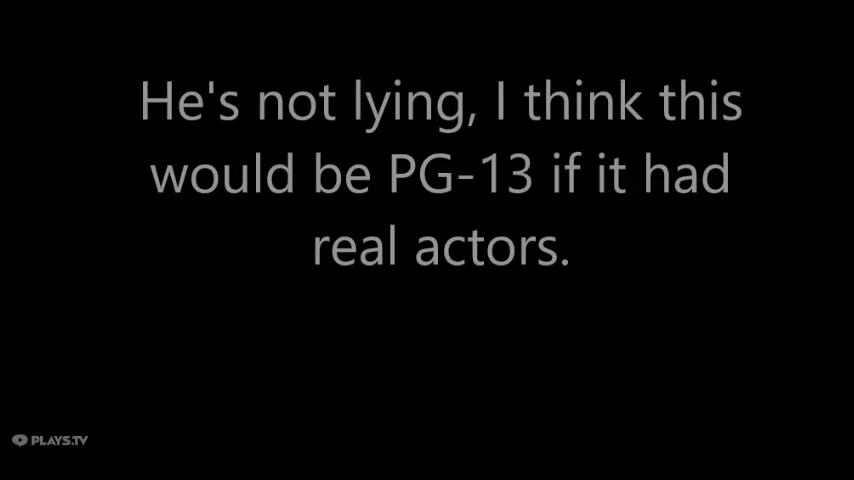 He's not lying, I think this
would be PG-13 if it had
real actors.
PLAYS.TV